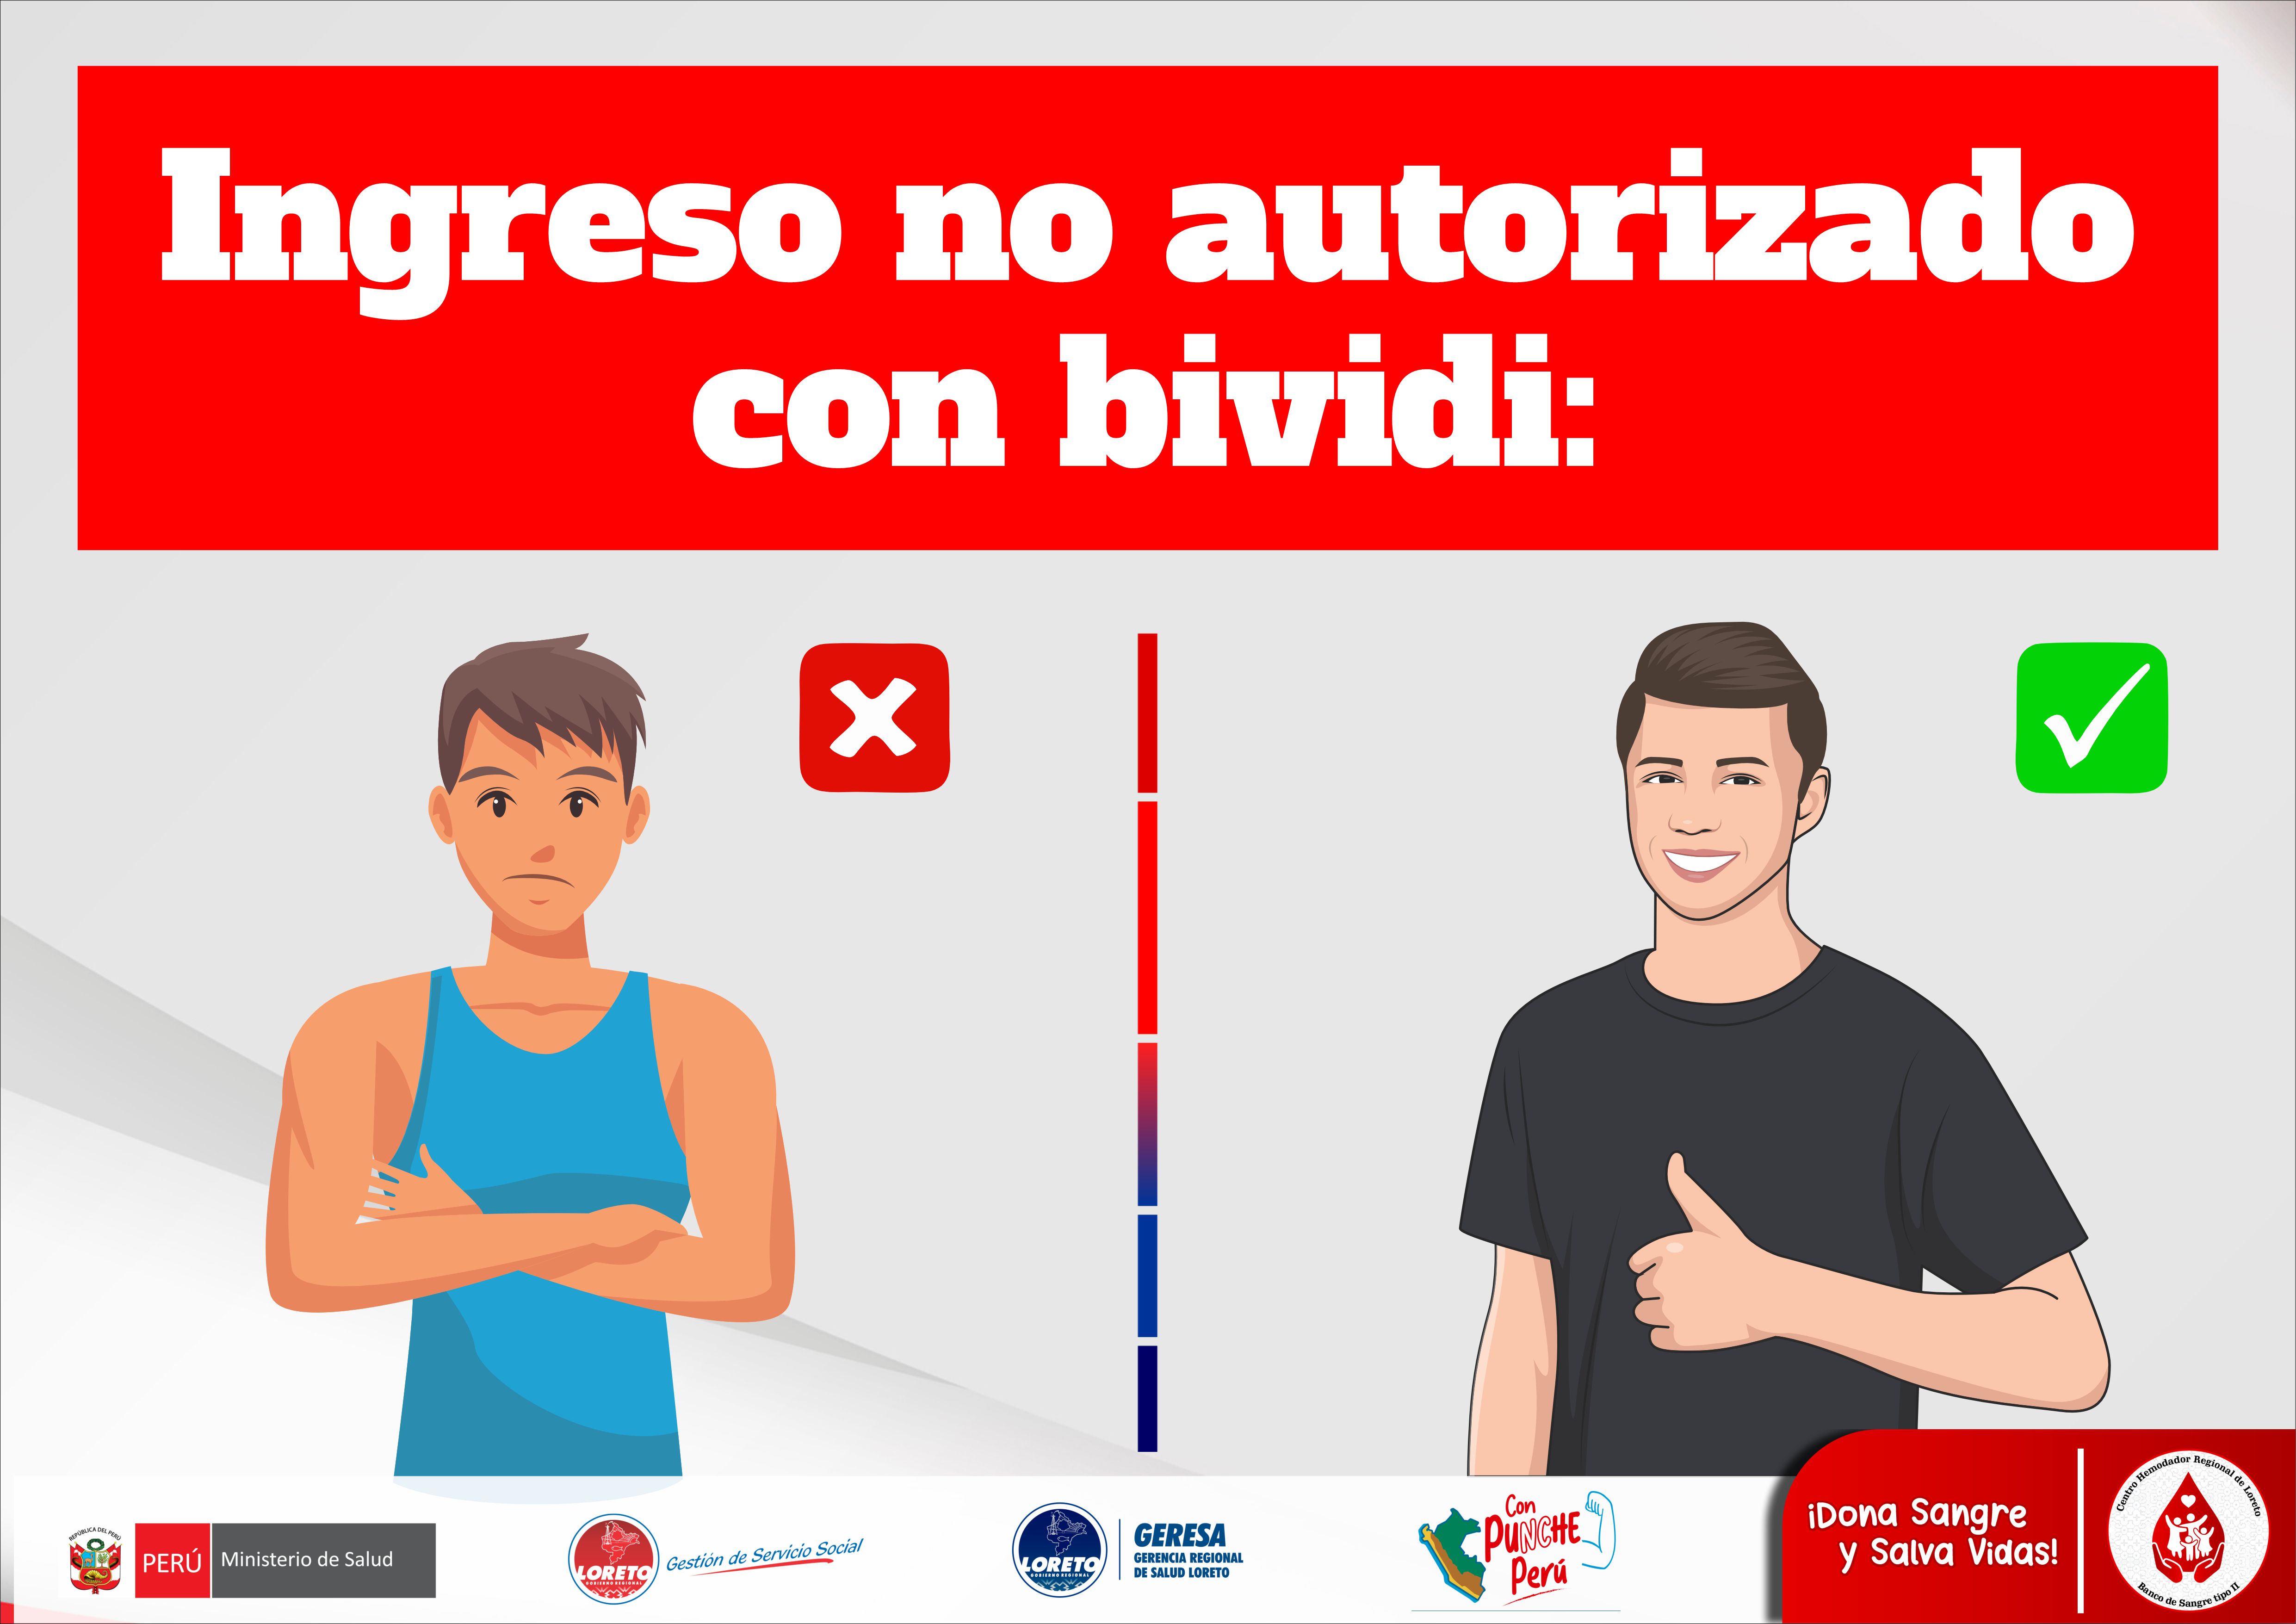 Ingreso no autorizado
con bividi:
REPÚBLICA DEL PERÚ
PERÚ
Ministerio de Salud
LORETO
GOBIERNO REGIONAL
Gestión de Servicio Social
LORETO
GOBIERNO REGIONAL
GERESA
GERENCIA REGIONAL
DE SALUD LORETO
Con
PUNCHE
Perú
¡Dona Sangre
y Salva Vidas!
Centro Hemodador Regional de Loreto
Banco de Sangre tipo II